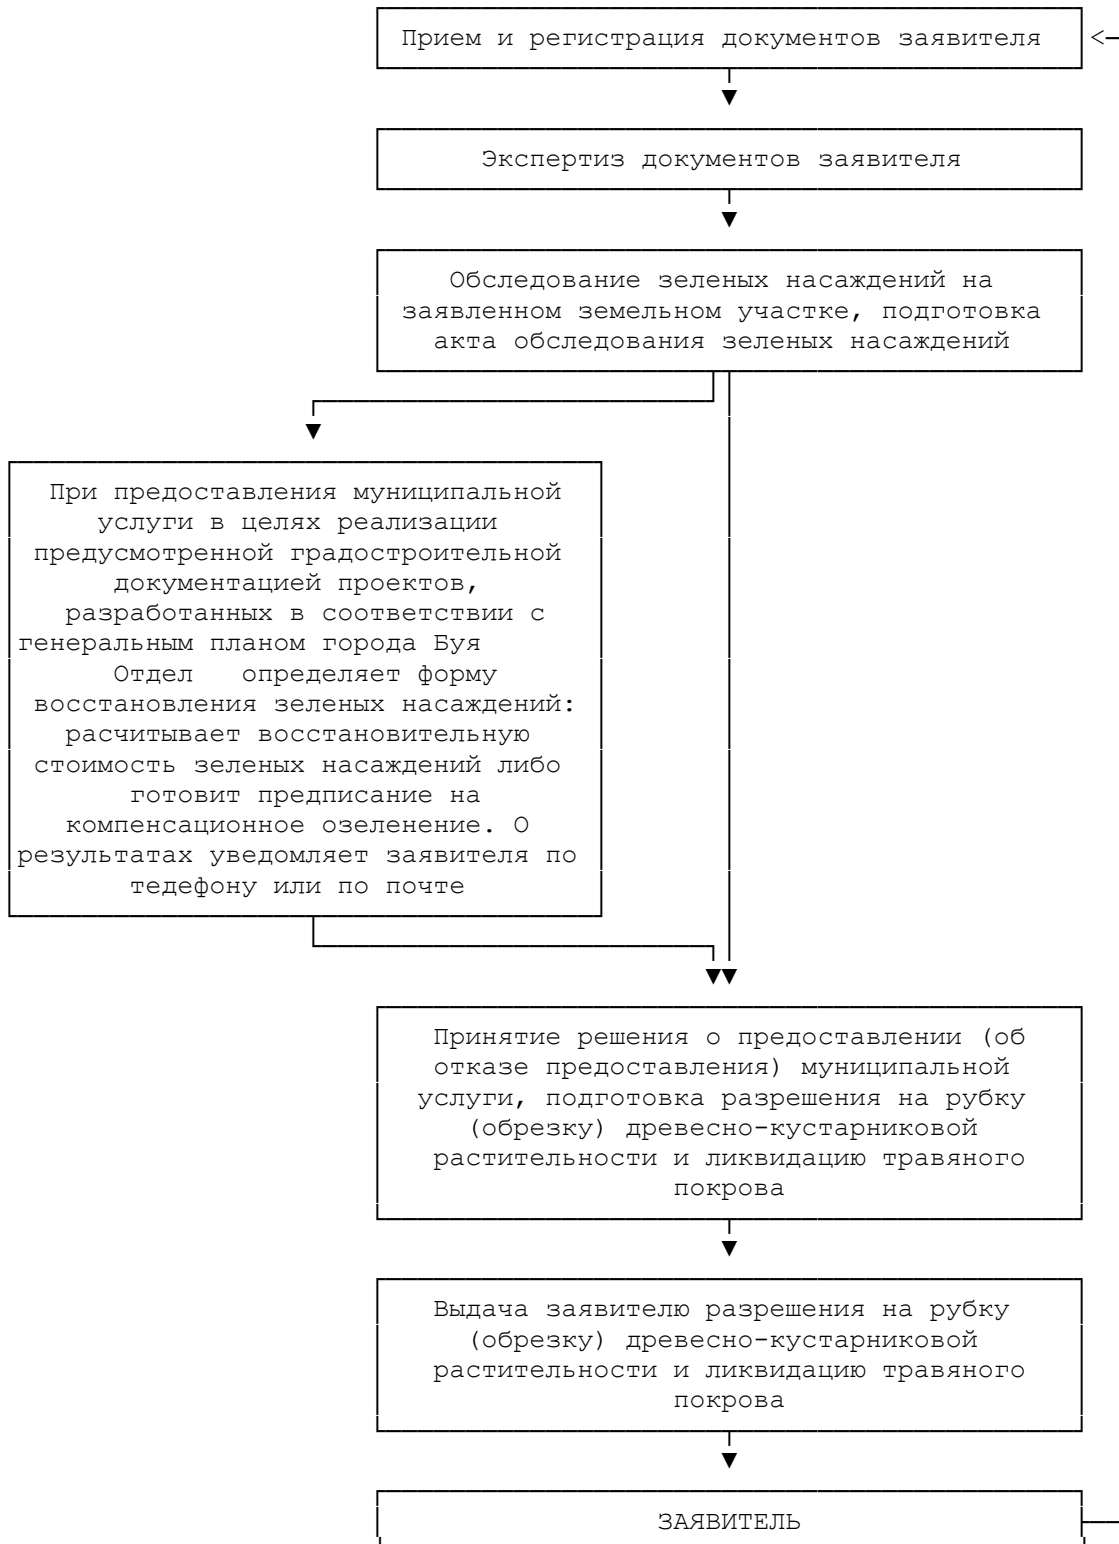 Прием и регистрация документов заявителя
Экспертиз документов заявителя
Обследование зеленых насаждений на
заявленном земельном участке, подготовка
акта обследования зеленых насаждений
При предоставления муниципальной
услуги в целях реализации
предусмотренной градостроительной
документацией проектов,
разработанных в соответствии с
генеральным планом города Буя
Отдел определяет форму
восстановления зеленых насаждений:
расчитывает восстановительную
стоимость зеленых насаждений либо
готовит предписание на
компенсационное озеленение. О
результатах уведомляет заявителя по
тедефону или по почте
Принятие решения о предоставлении (об
отказе предоставления) муниципальной
услуги, подготовка разрешения на рубку
(обрезку) древесно-кустарниковой
растительности и ликвидацию травяного
покрова
Выдача заявителю разрешения на рубку
(обрезку) древесно-кустарниковой
растительности и ликвидацию травяного
покрова
ЗАЯВИТЕЛЬ